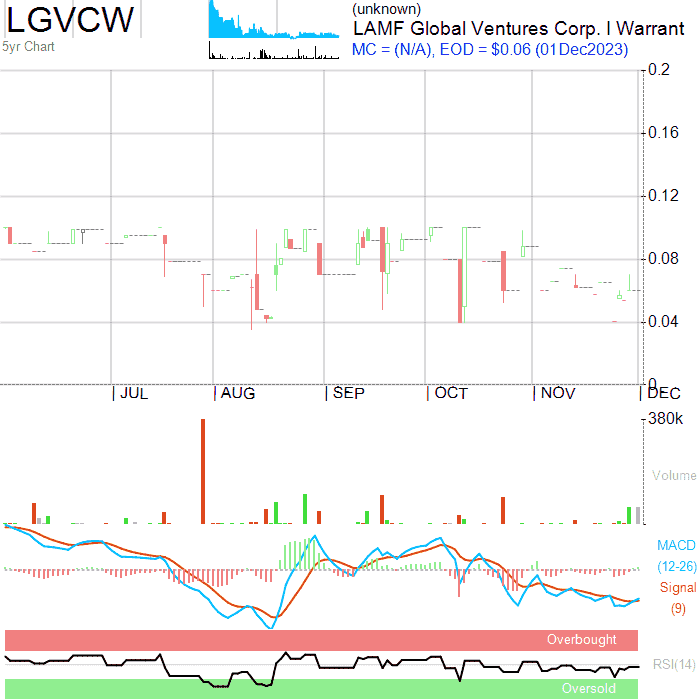 LGVCW
5yr Chart
(unknown)
LAMF Global Ventures Corp. I Warrant
MC = (N/A), EOD = $0.06 (01Dec2023)
0.2
0.16
0.12
0.08
0.04
0
JUL AUG SEP OCT NOV DEC
380k
Volume
MACD
(12-26)
Signal
(9)
Overbought
RSI(14)
Oversold